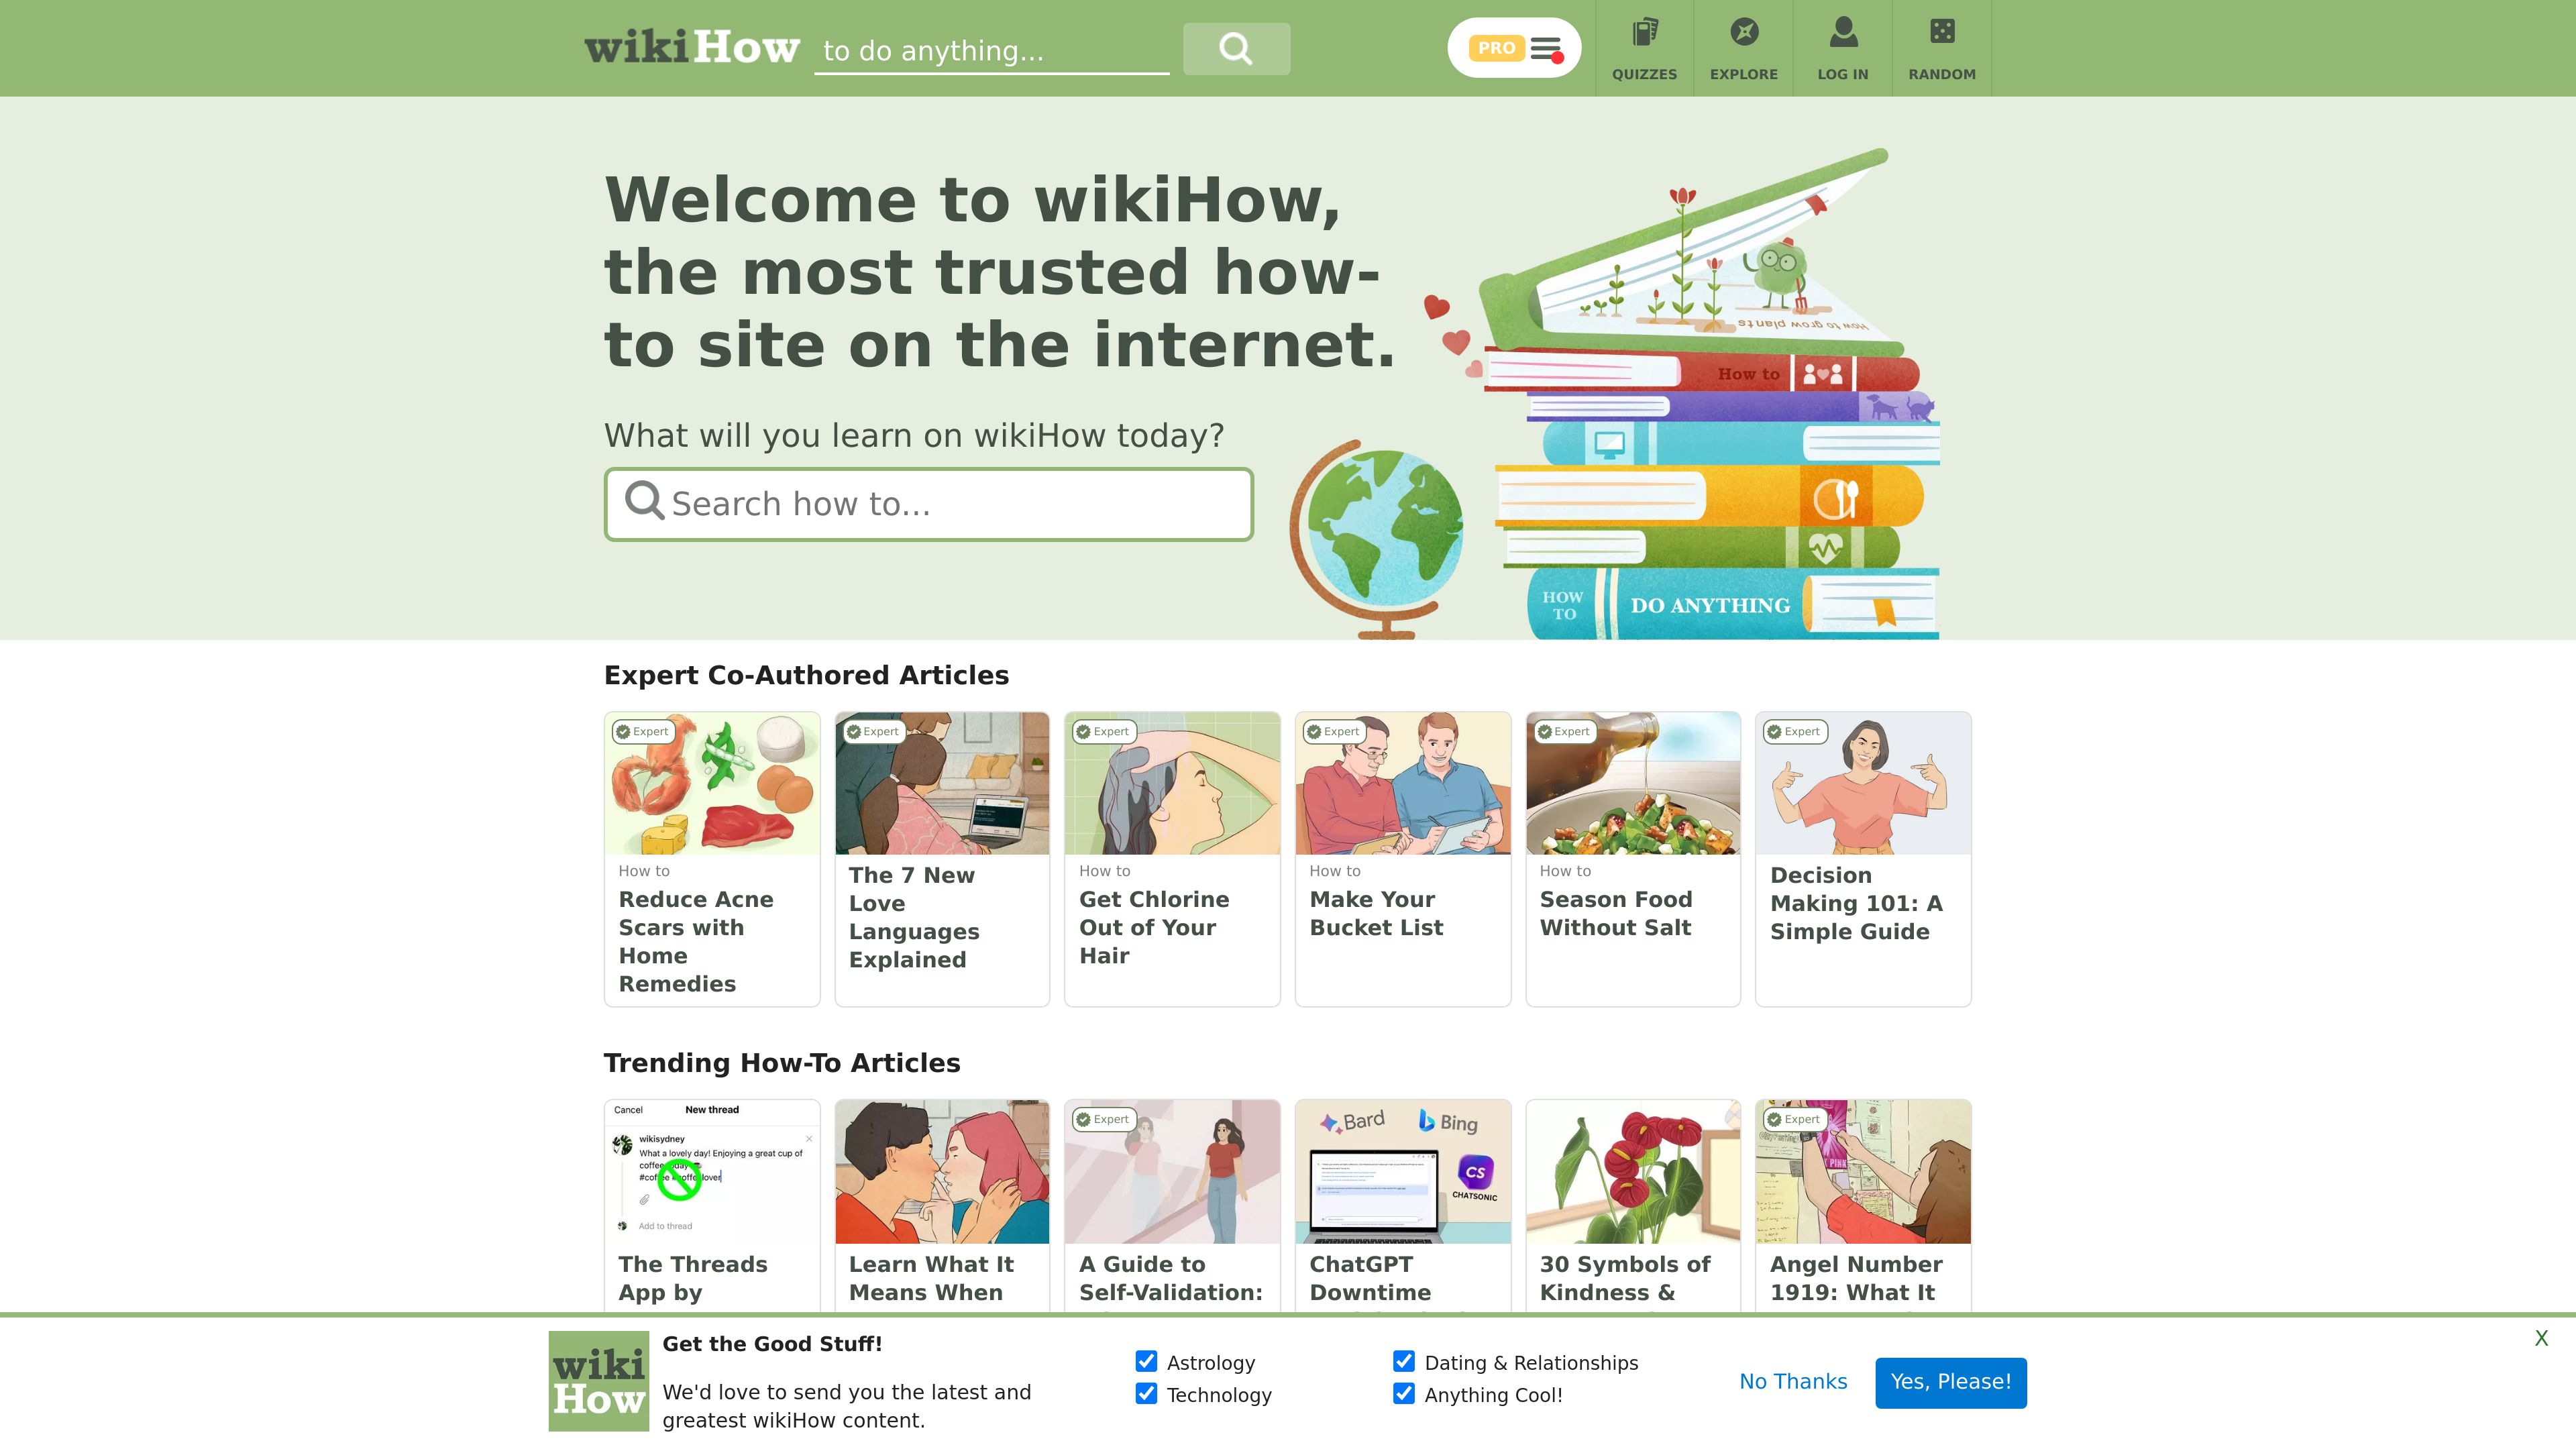 wikiHow
to do anything...
PRO
QUIZZES
EXPLORE
LOG IN
RANDOM
Welcome to wikiHow,
the most trusted how-
to site on the internet.
How to grow plants
How to
What will you learn on wikiHow today?
Search how to...
HOW
TO
DO ANYTHING
Expert Co-Authored Articles
Expert
Expert
Expert
Expert
Expert
Expert
How to
Reduce Acne
Scars with
Home
Remedies
The 7 New
Love
Languages
Explained
How to
Get Chlorine
Out of Your
Hair
How to
Make Your
Bucket List
How to
Season Food
Without Salt
Decision
Making 101: A
Simple Guide
Trending How-To Articles
Cancel
New thread
wikisydney
What a lovely day! Enjoying a great cup of
Add to thread
Expert
Bard
Bing
CS
CHATSONIC
Expert
PINK
The Threads
App by
Learn What It
Means When
A Guide to
Self-Validation:
ChatGPT
Downtime
30 Symbols of
Kindness &
Angel Number
1919: What It
wiki
How
Get the Good Stuff!
We'd love to send you the latest and
greatest wikiHow content.
Astrology
Dating & Relationships
Technology
Anything Cool!
No Thanks
Yes, Please!
X